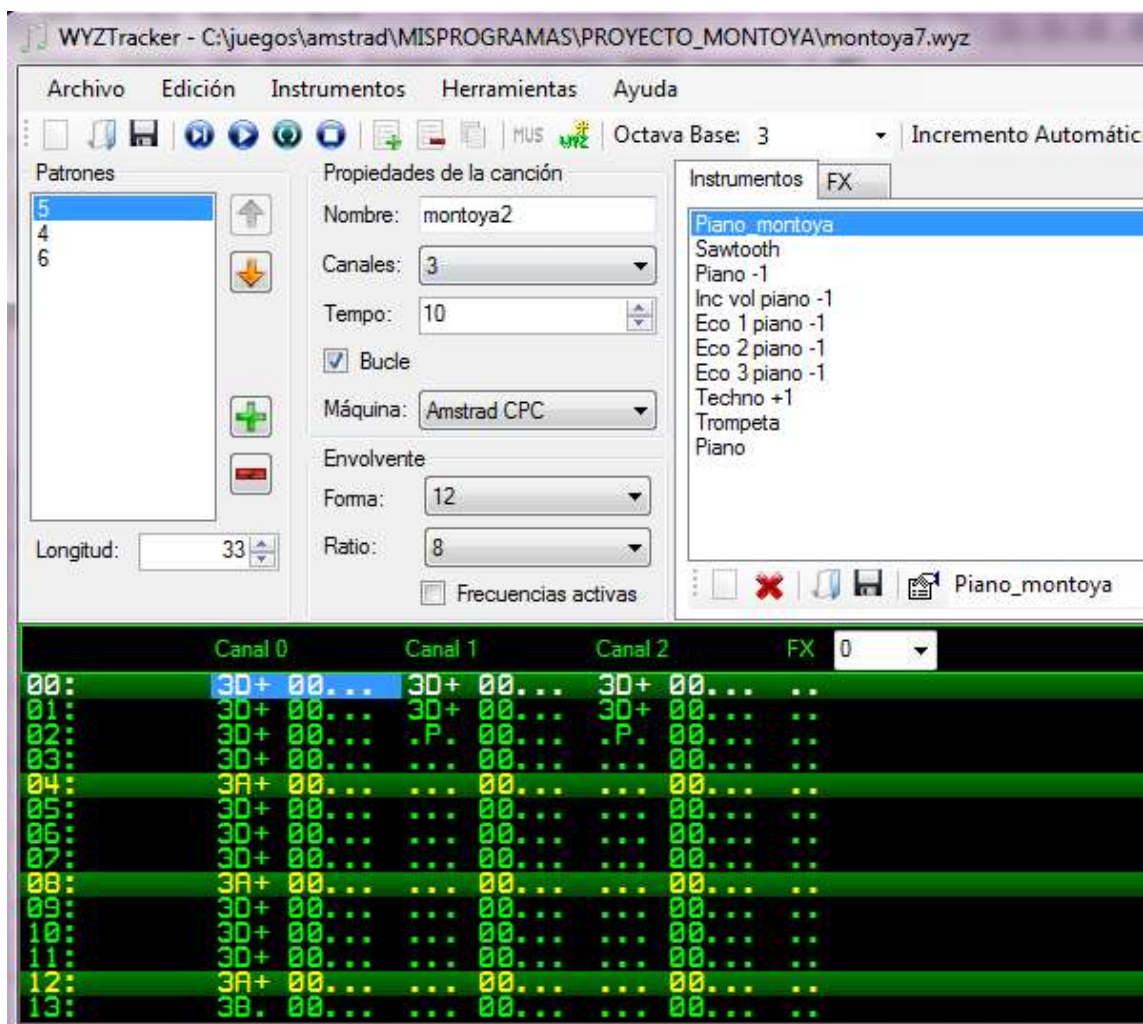 WYZTracker - C:\juegos\amstrad\MISPROGRAMAS\PROYECTO_MONTOYA\montoya7.wyz
Archivo Edición Instrumentos Herramientas Ayuda
MUS WYZ Octava Base: 3 Incremento Automátic
Patrones
5
4
6
Longitud: 33
Propiedades de la canción
Nombre: montoya2
Canales: 3
Tempo: 10
Bucle
Máquina: Amstrad CPC
Envolvente
Forma: 12
Ratio: 8
Frecuencias activas
Instrumentos FX
Piano_montoya
Sawtooth
Piano -1
Inc vol piano -1
Eco 1 piano -1
Eco 2 piano -1
Eco 3 piano -1
Techno +1
Trompeta
Piano
Piano_montoya
Canal 0 Canal 1 Canal 2 FX 0
00: 3D+ 00... 3D+ 00... 3D+ 00... ..
01: 3D+ 00... 3D+ 00... 3D+ 00... ..
02: 3D+ 00... .P. 00... .P. 00... ..
03: 3D+ 00... ... 00... ... 00... ..
04: 3A+ 00... ... 00... ... 00... ..
05: 3D+ 00... ... 00... ... 00... ..
06: 3D+ 00... ... 00... ... 00... ..
07: 3D+ 00... ... 00... ... 00... ..
08: 3A+ 00... ... 00... ... 00... ..
09: 3D+ 00... ... 00... ... 00... ..
10: 3D+ 00... ... 00... ... 00... ..
11: 3D+ 00... ... 00... ... 00... ..
12: 3A+ 00... ... 00... ... 00... ..
13: 3B. 00... ... 00... ... 00... ..